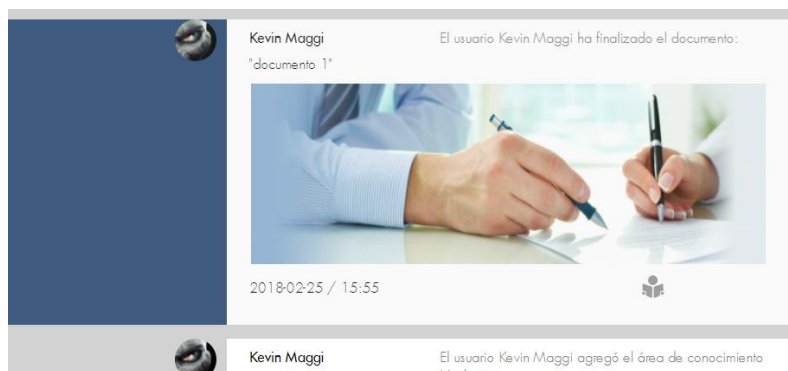 Kevin Maggi
El usuario Kevin Maggi ha finalizado el documento:
"documento 1"
2018-02-25 / 15:55
Kevin Maggi
El usuario Kevin Maggi agregó el área de conocimiento